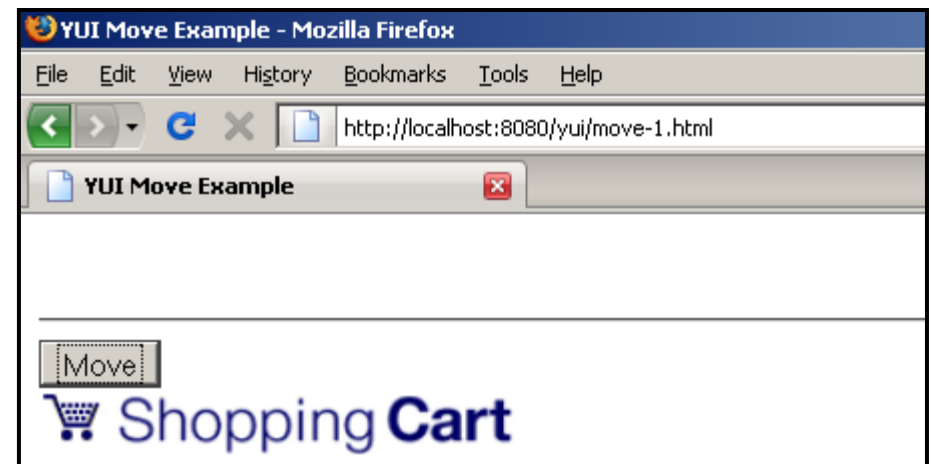 YUI Move Example - Mozilla Firefox
File Edit View History Bookmarks Tools Help
http://localhost:8080/yui/move-1.html
YUI Move Example
Move
Shopping Cart